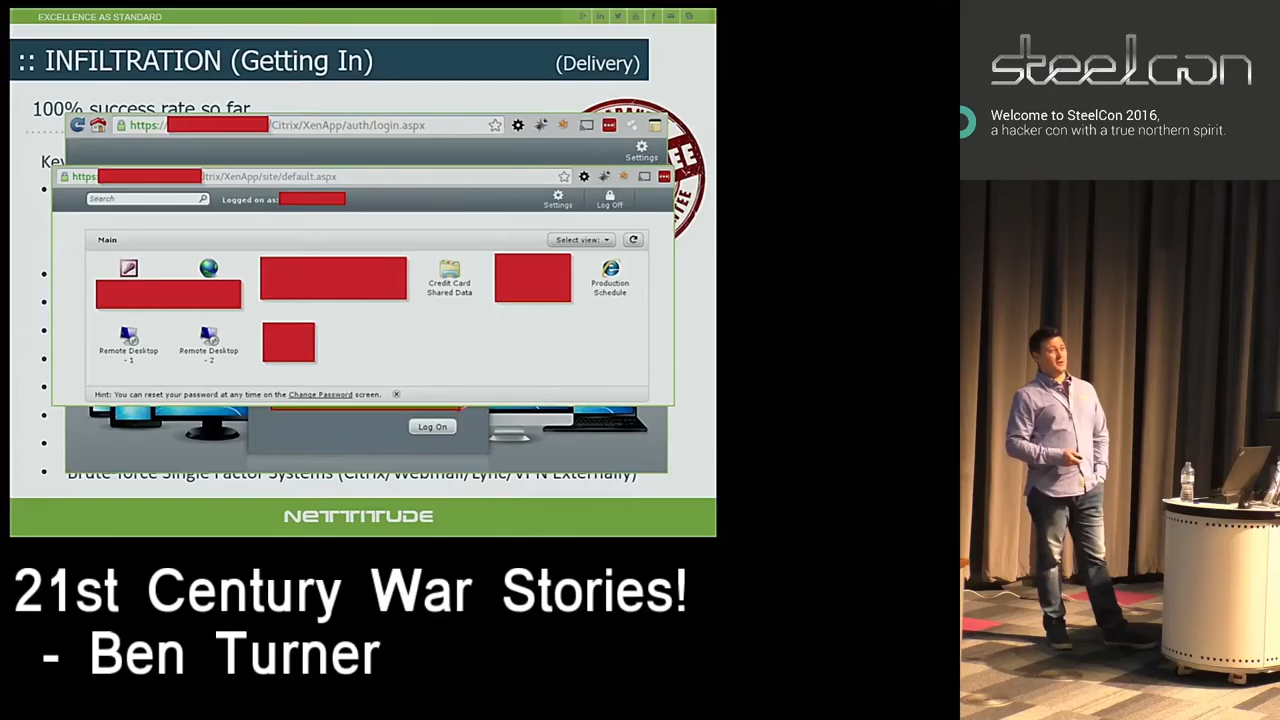 EXCELLENCE AS STANDARD
:: INFILTRATION (Getting In) (Delivery)
100% success rate so far
https:// /Citrix/XenApp/auth/login.aspx
Key
Settings
https: itrix/XenApp/site/default.aspx
Search Logged on as: Settings Log Off
Main Select view:
Credit Card Shared Data
Production Schedule
Remote Desktop - 1
Remote Desktop - 2
Hint: You can reset your password at any time on the Change Password screen.
Log On
Brute-force Single Factor Systems (Citrix/Webmail/Lync/VPN Externally)
NETTITUDE
21st Century War Stories!
- Ben Turner
steelcon
Welcome to SteelCon 2016,
a hacker con with a true northern spirit.